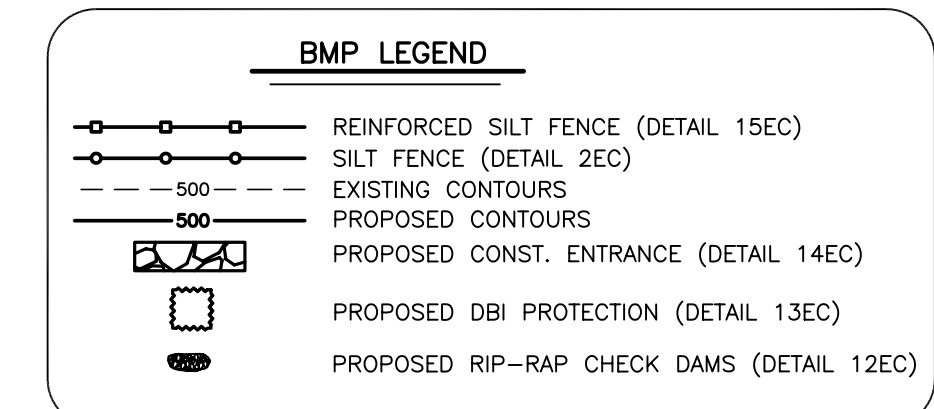 BMP LEGEND
REINFORCED SILT FENCE (DETAIL 15EC)
SILT FENCE (DETAIL 2EC)
500 EXISTING CONTOURS
500 PROPOSED CONTOURS
PROPOSED CONST. ENTRANCE (DETAIL 14EC)
PROPOSED DBI PROTECTION (DETAIL 13EC)
PROPOSED RIP-RAP CHECK DAMS (DETAIL 12EC)